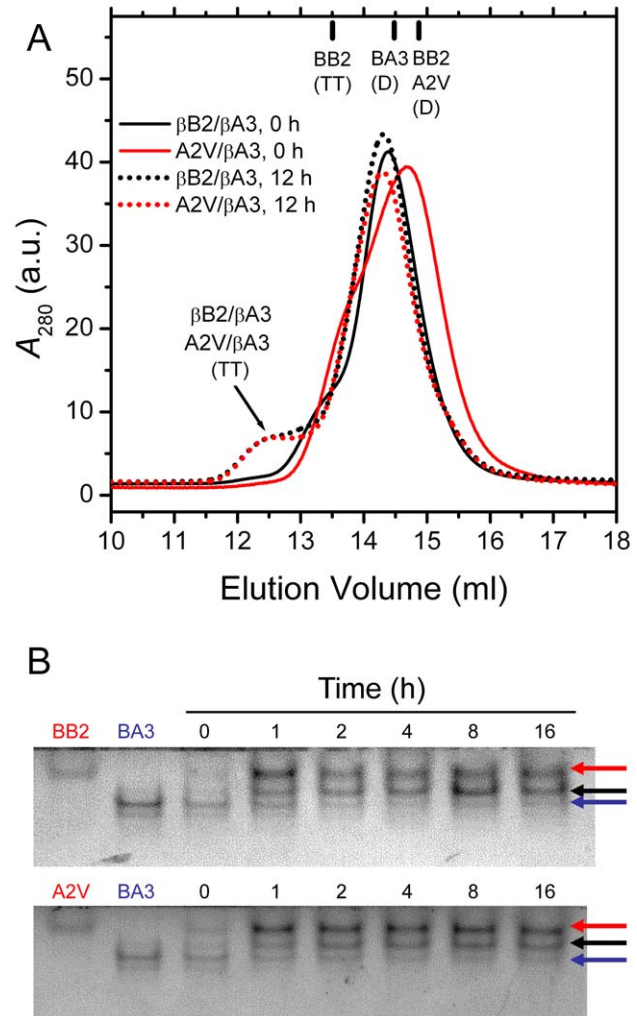 A
BB2
(TT)
BA3
(D)
BB2
A2V
(D)
βB2/βA3, 0 h
A2V/βA3, 0 h
βB2/βA3, 12 h
A2V/βA3, 12 h
βB2/βA3
A2V/βA3
(TT)
A280 (a.u.)
50
40
30
20
10
0
10 11 12 13 14 15 16 17 18
Elution Volume (ml)
B
Time (h)
BB2 BA3 0 1 2 4 8 16
A2V BA3 0 1 2 4 8 16